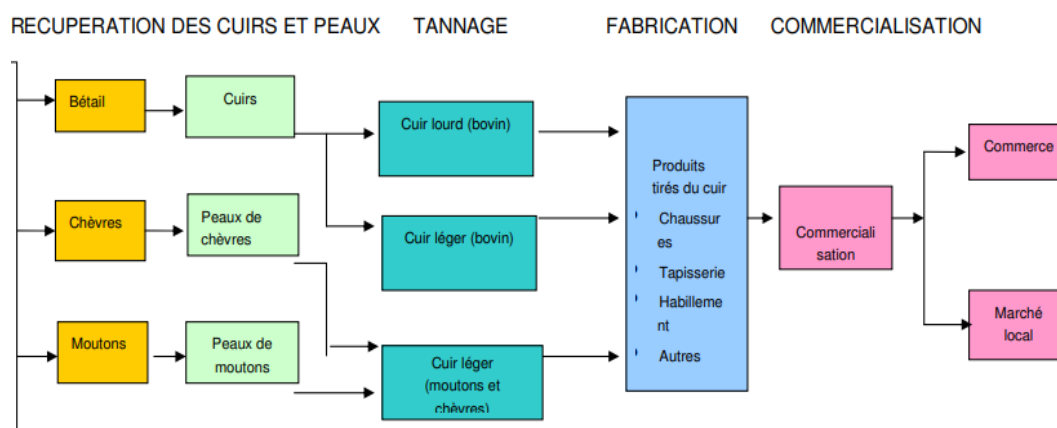 RECUPERATION DES CUIRS ET PEAUX TANNAGE FABRICATION COMMERCIALISATION
Bétail
Cuirs
Cuir lourd (bovin)
Chèvres
Peaux de
chèvres
Cuir léger (bovin)
Moutons
Peaux de
moutons
Cuir léger
(moutons et
chèvres)
Produits
tirés du cuir
Chaussur
es
Tapisserie
Habilleme
nt
Autres
Commerciali
sation
Commerce
Marché
local